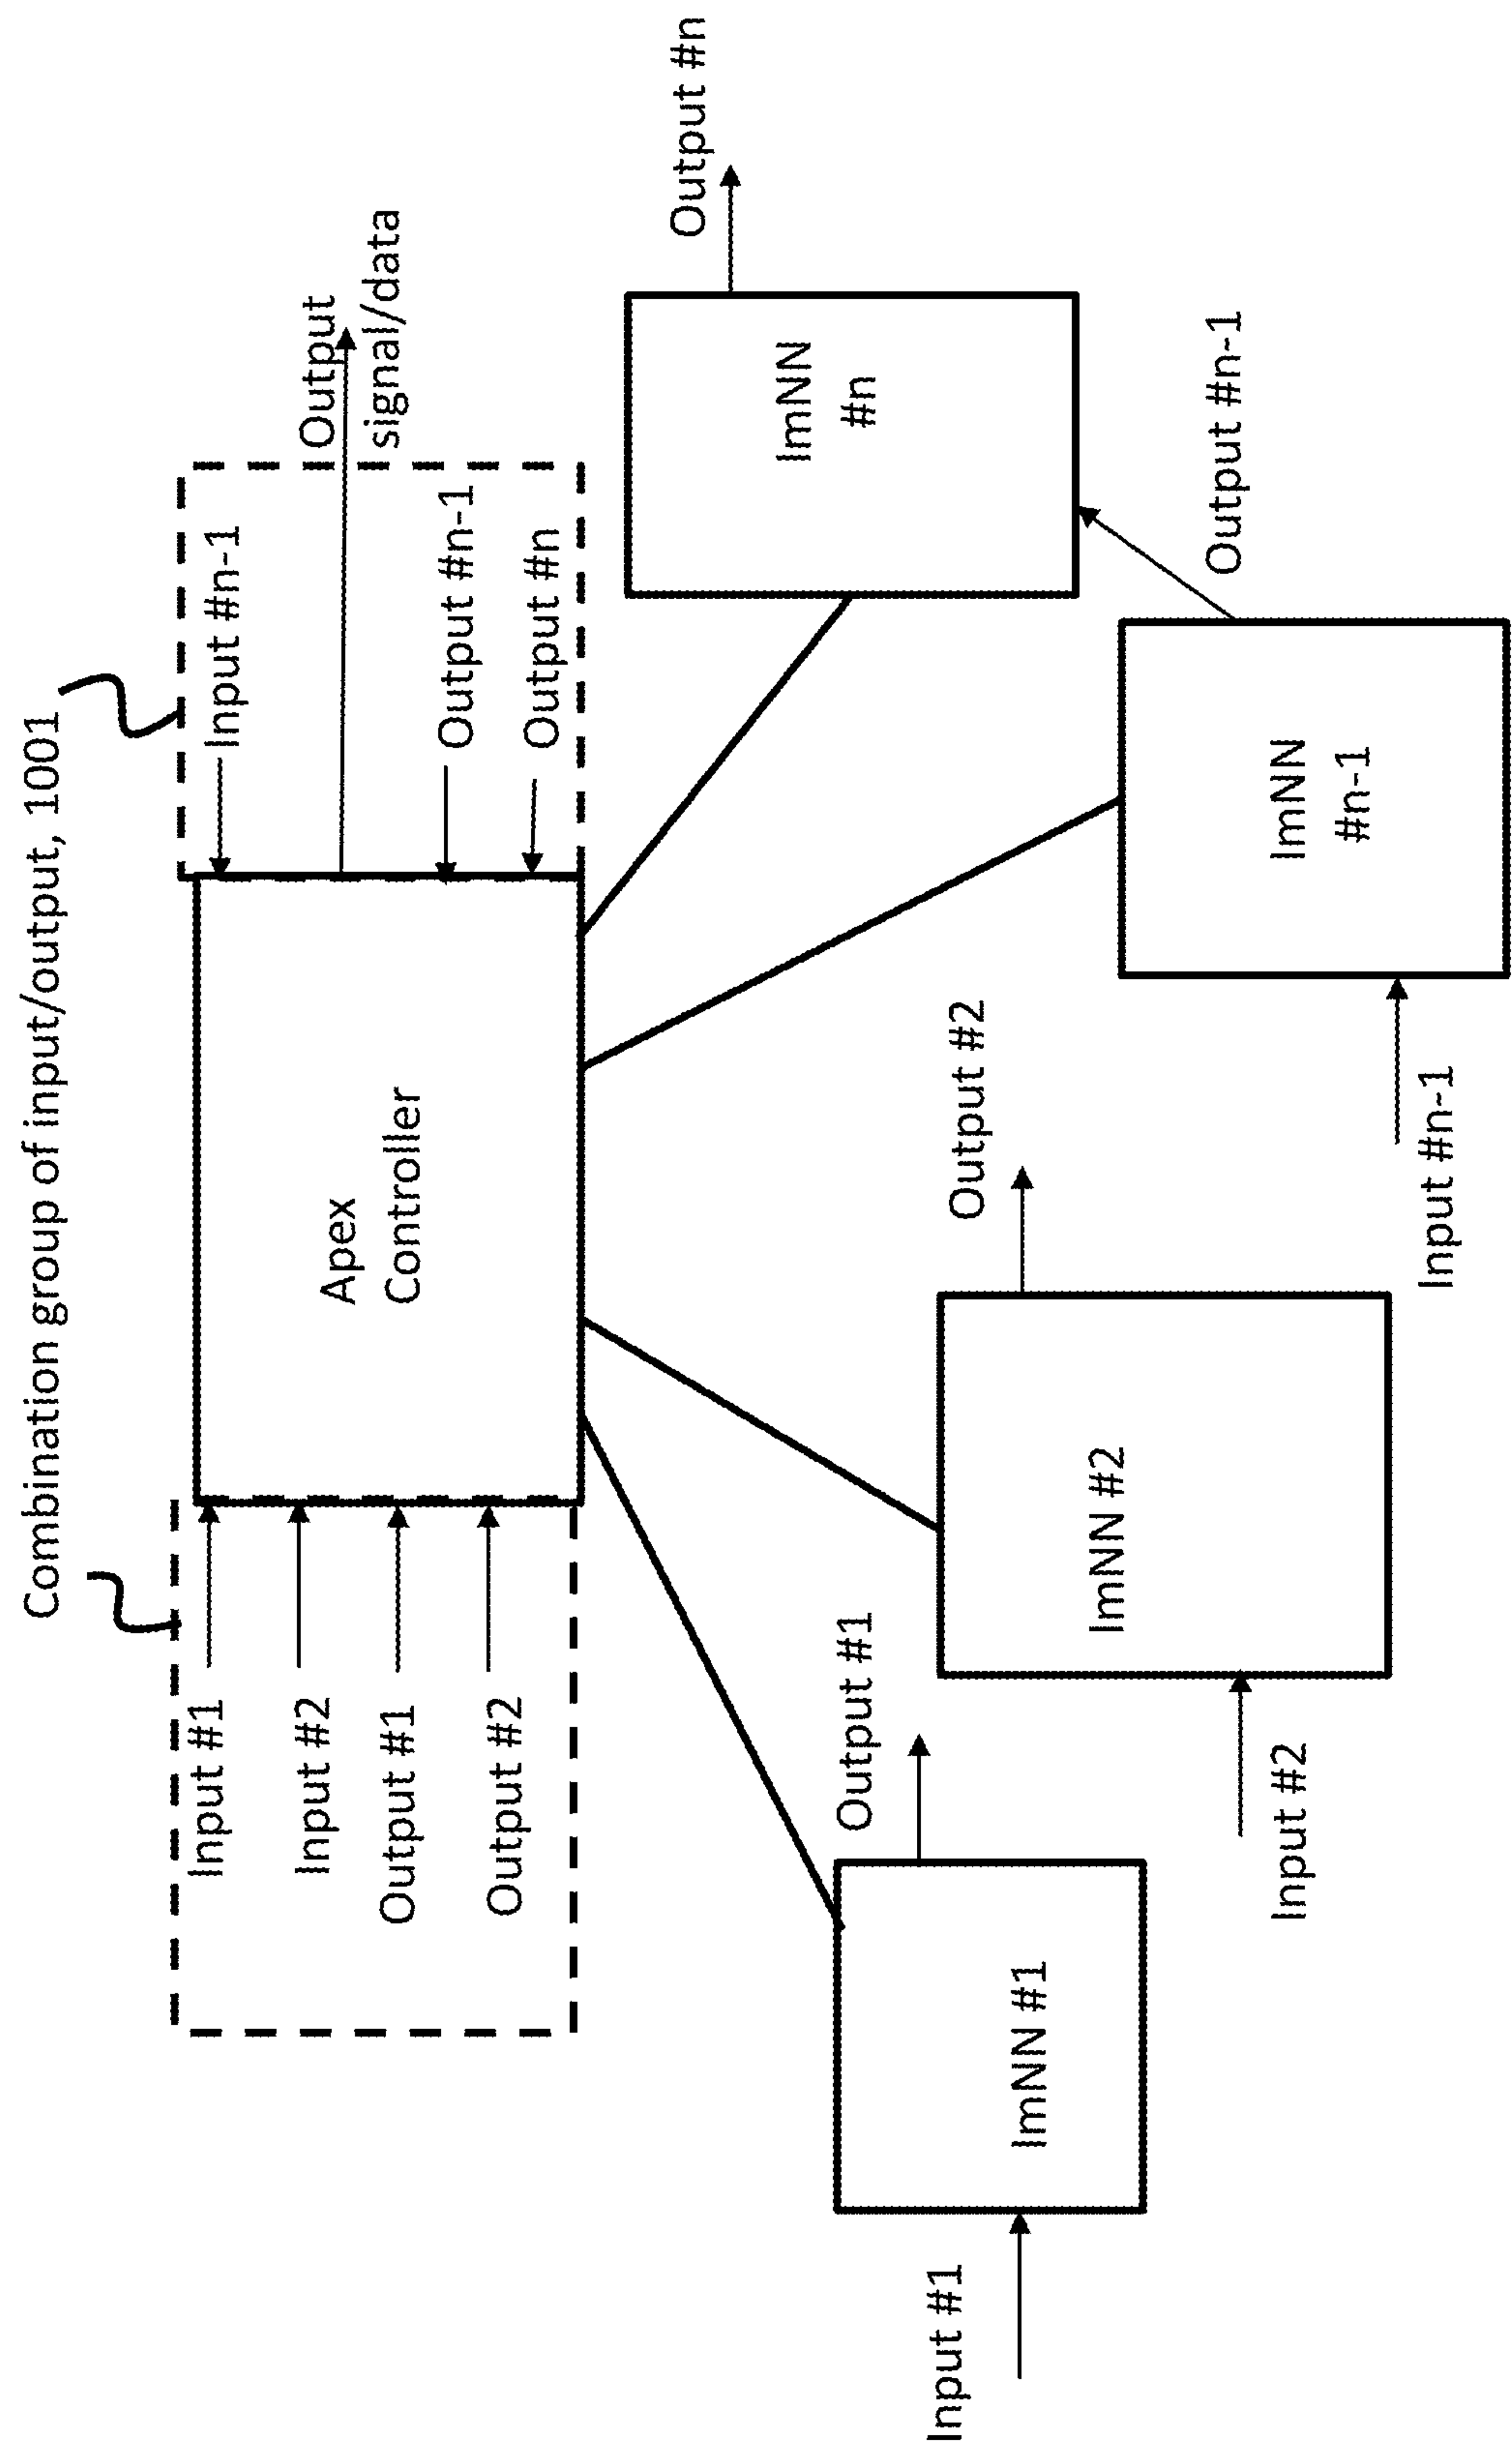 Combination group of input/output, 1001
Input #1
Input #2
Output #1
Output #2
Apex
Controller
Input #n-1
Output
signal/data
Output #n-1
Output #n
Input #1
ImNN #1
Output #1
Input #2
ImNN #2
Output #2
Input #n-1
ImNN
#n-1
Output #n-1
ImNN
#n
Output #n